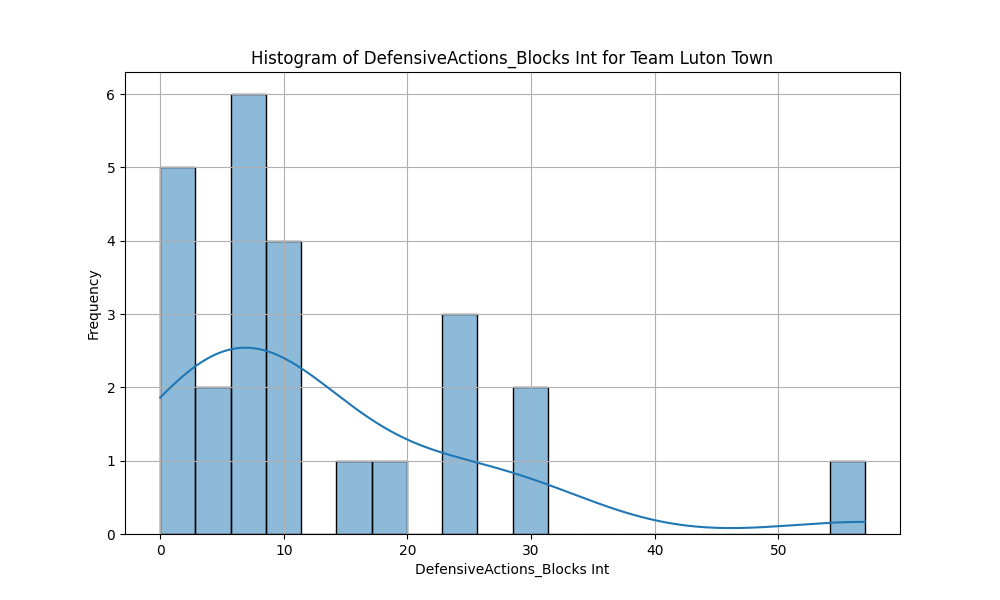 Histogram of DefensiveActions_Blocks Int for Team Luton Town
6
5
4
3
2
1
0
Frequency
0 10 20 30 40 50
DefensiveActions_Blocks Int